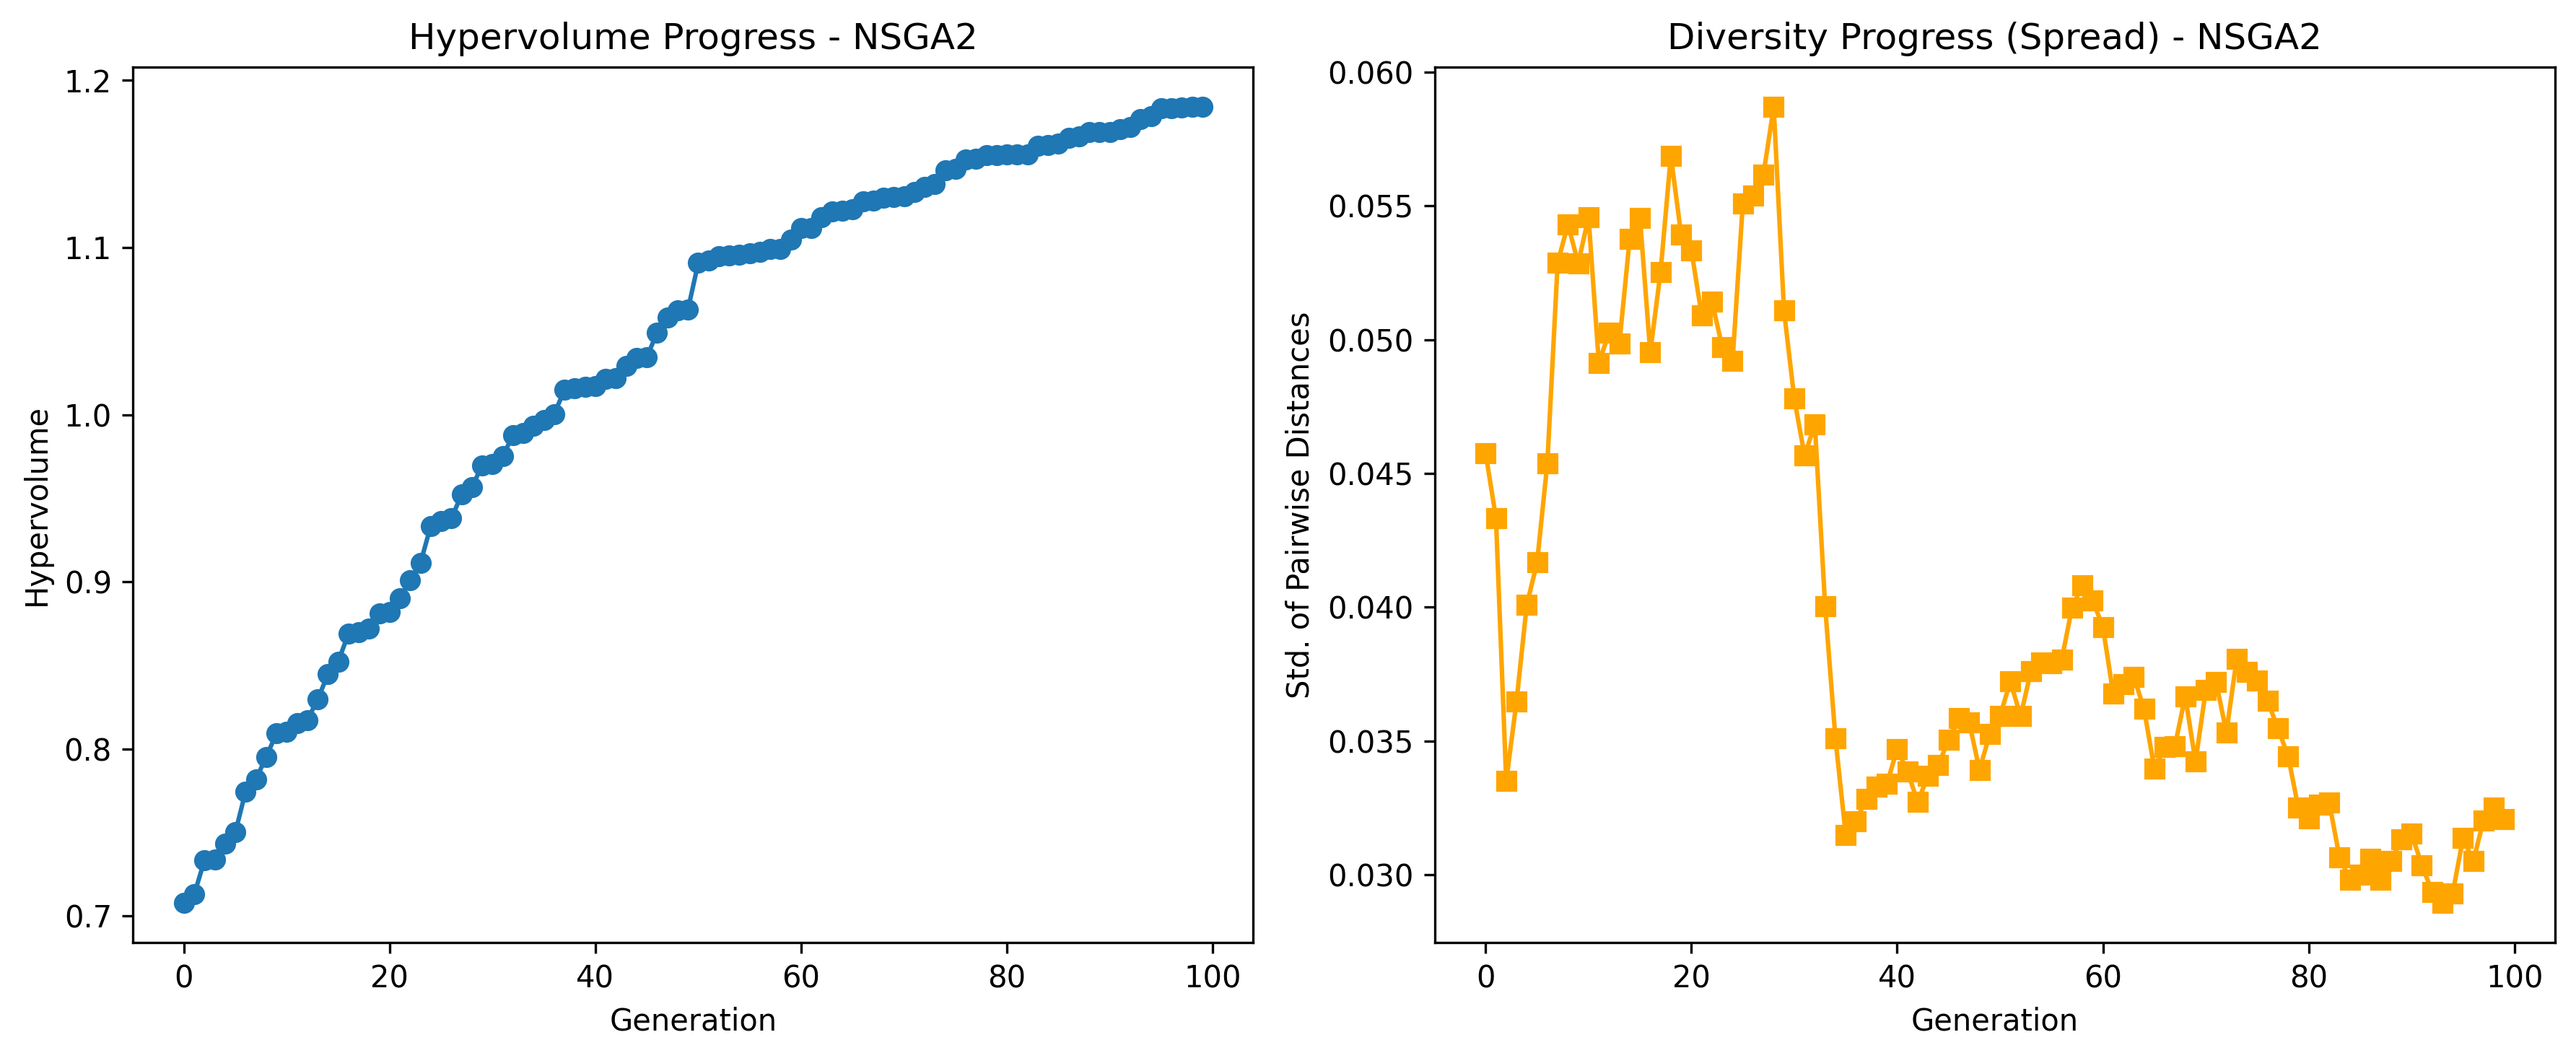 Hypervolume Progress - NSGA2
Hypervolume
1.2
1.1
1.0
0.9
0.8
0.7
0 20 40 60 80 100
Generation
Diversity Progress (Spread) - NSGA2
Std. of Pairwise Distances
0.060
0.055
0.050
0.045
0.040
0.035
0.030
0 20 40 60 80 100
Generation